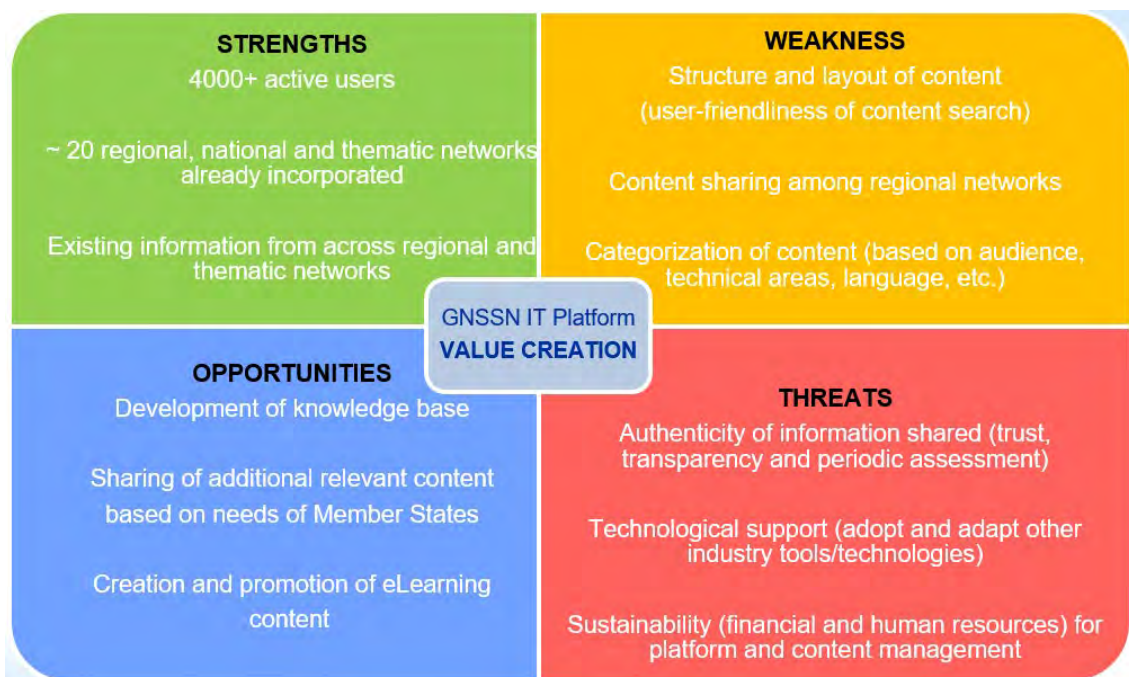 STRENGTHS
4000+ active users
~ 20 regional, national and thematic networks
already incorporated
Existing information from across regional and
thematic networks
WEAKNESS
Structure and layout of content
(user-friendliness of content search)
Content sharing among regional networks
Categorization of content (based on audience,
technical areas, language, etc.)
GNSSN IT Platform
VALUE CREATION
OPPORTUNITIES
Development of knowledge base
Sharing of additional relevant content
based on needs of Member States
Creation and promotion of eLearning
content
THREATS
Authenticity of information shared (trust,
transparency and periodic assessment)
Technological support (adopt and adapt other
industry tools/technologies)
Sustainability (financial and human resources) for
platform and content management